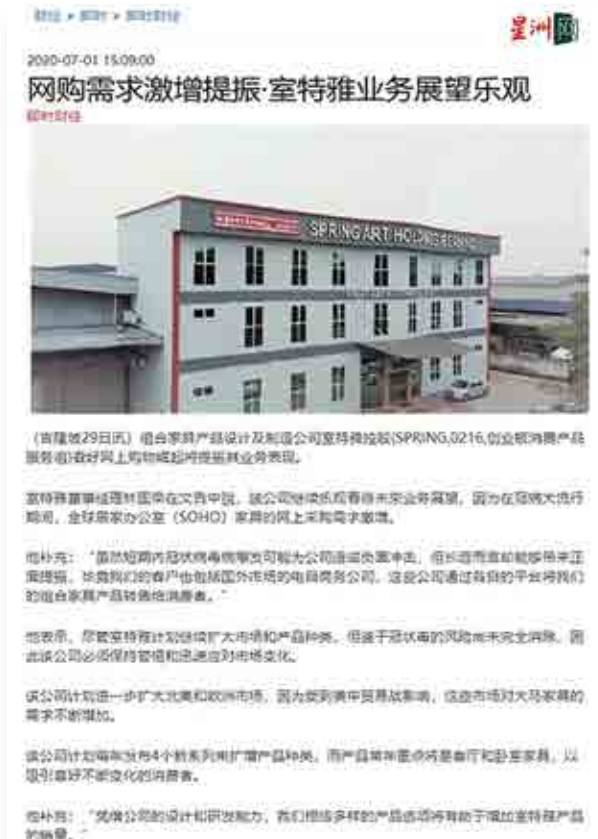 财经 > 即时 > 即时财经
星洲网
2020-07-01 15:09:00
网购需求激增提振·室特雅业务展望乐观
即时财经
SPRING ART HOLDING BERHAD
（吉隆坡29日讯）组合家具产品设计及制造公司室特雅控股(SPRING,0216,创业板消费产品
服务组)看好网上购物崛起将提振其业务表现。
室特雅董事经理林国荣在文告中说，该公司继续乐观看待未来业务展望，因为在冠病大流行
期间，全球居家办公室（SOHO）家具的网上采购需求激增。
他补充：“虽然短期内冠状病毒病爆发可能为公司造成负面冲击，但长远而言却能够带来正
面提振，毕竟我们的客户也包括国外市场的电子商务公司，这些公司通过各自的平台将我们
的组合家具产品转售给消费者。”
他表示，尽管室特雅计划继续扩大市场和产品种类，但鉴于冠状病毒的风险尚未完全消除，因
此该公司必须保持警惕和迅速应对市场变化。
该公司计划进一步扩大北美和欧洲市场，因为受到美中贸易战影响，这些市场对大马家具的
需求不断增加。
该公司计划每年发布4个新系列来扩增产品种类，而产品常年重点将是客厅和卧室家具，以
吸引喜好不断变化的消费者。
他补充：“凭借公司的设计和研发能力，我们相信多样的产品选项将有助于增加室特雅产品
的销量。”